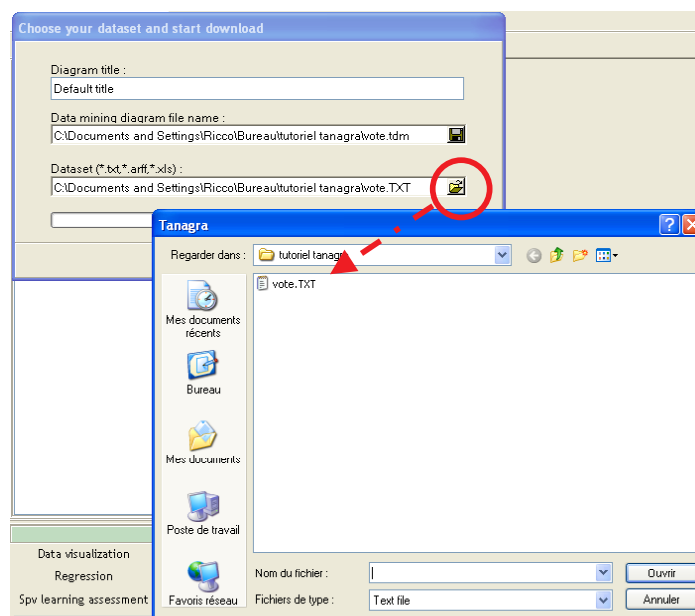 Choose your dataset and start download
Diagram title :
Default title
Data mining diagram file name :
C:\Documents and Settings\Ricco\Bureau\tutoriel tanagra\vote.tdm
Dataset (*.txt,*.arff,*.xls) :
C:\Documents and Settings\Ricco\Bureau\tutoriel tanagra\vote.TXT
Tanagra
Regarder dans :
tutoriel tanagra
vote.TXT
Mes documents
récents
Bureau
Mes documents
Poste de travail
Favoris réseau
Nom du fichier :
Ouvrir
Fichiers de type :
Text file
Annuler
Data visualization
Regression
Spv learning assessment